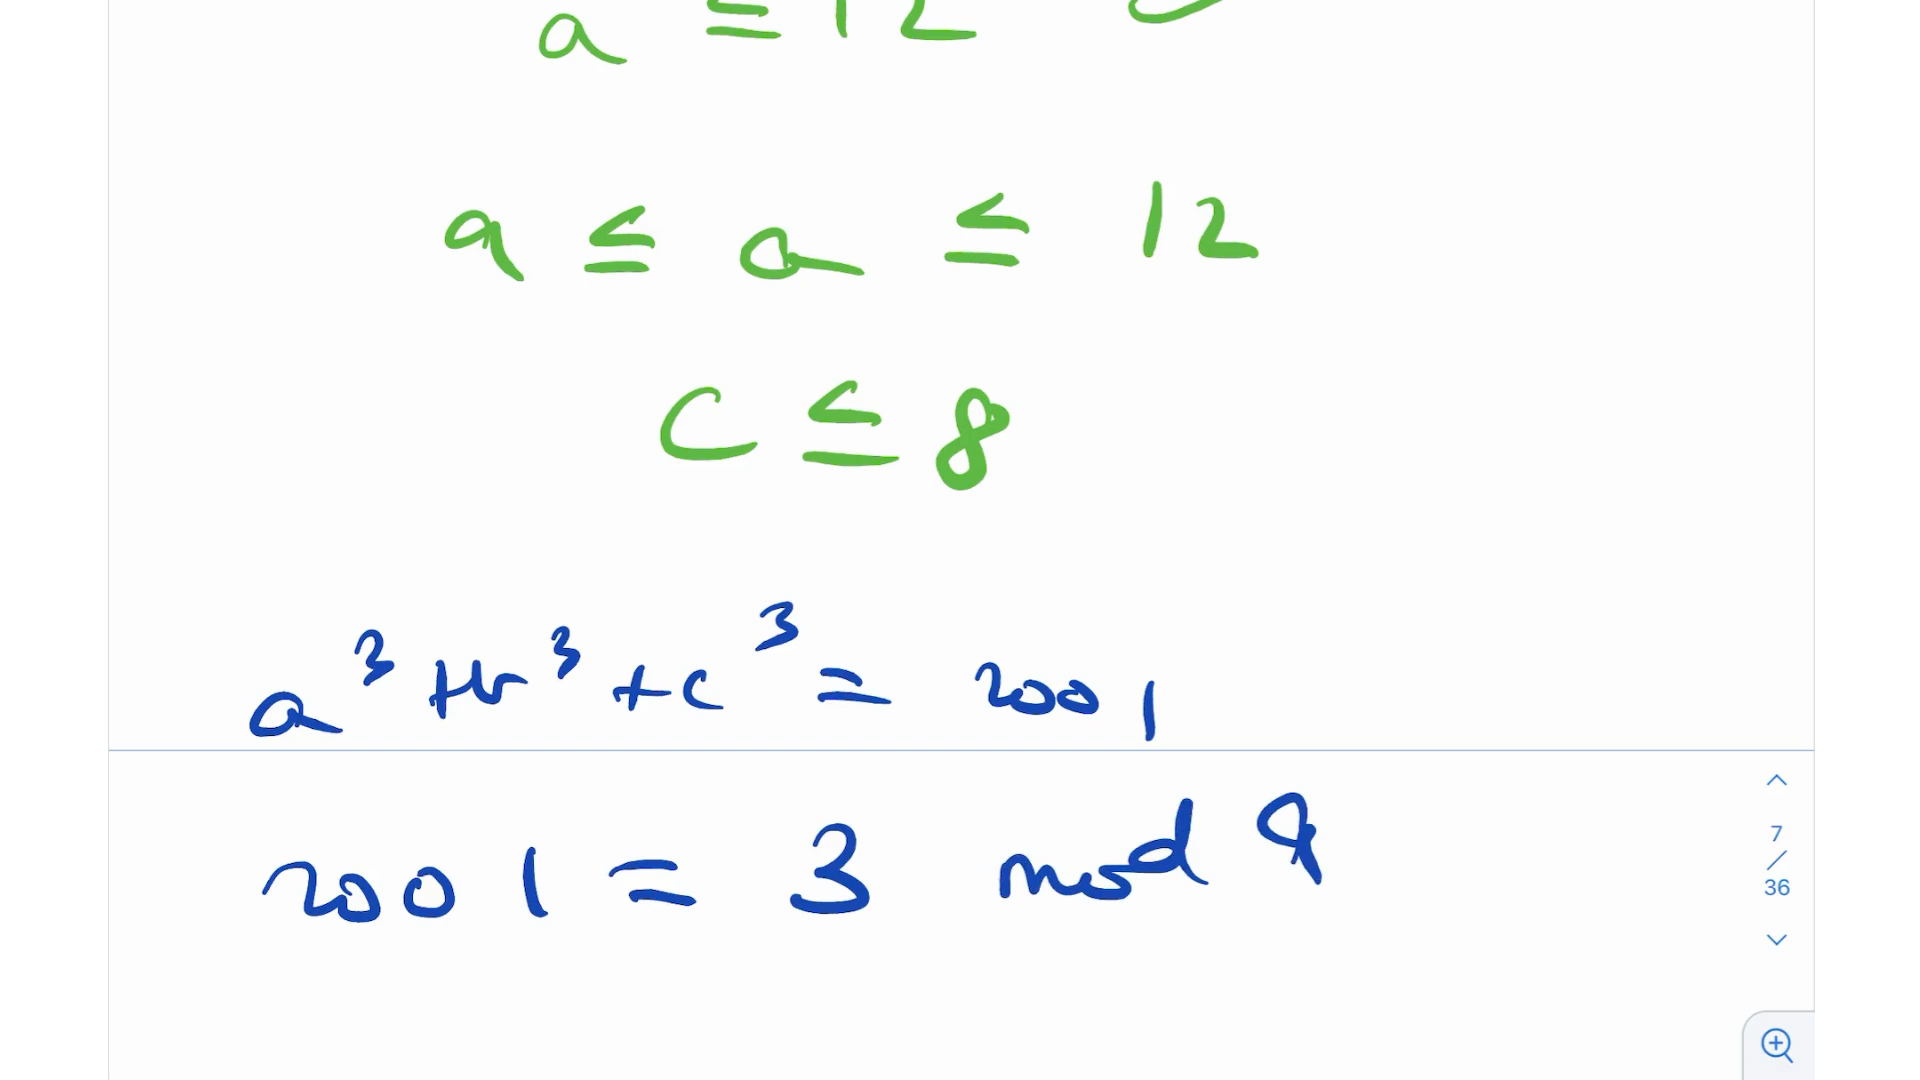 a ≤ 12
9 ≤ a ≤ 12
c ≤ 8
a³ + b³ + c³ = 2001
2001 = 3 mod 9
7
/
36